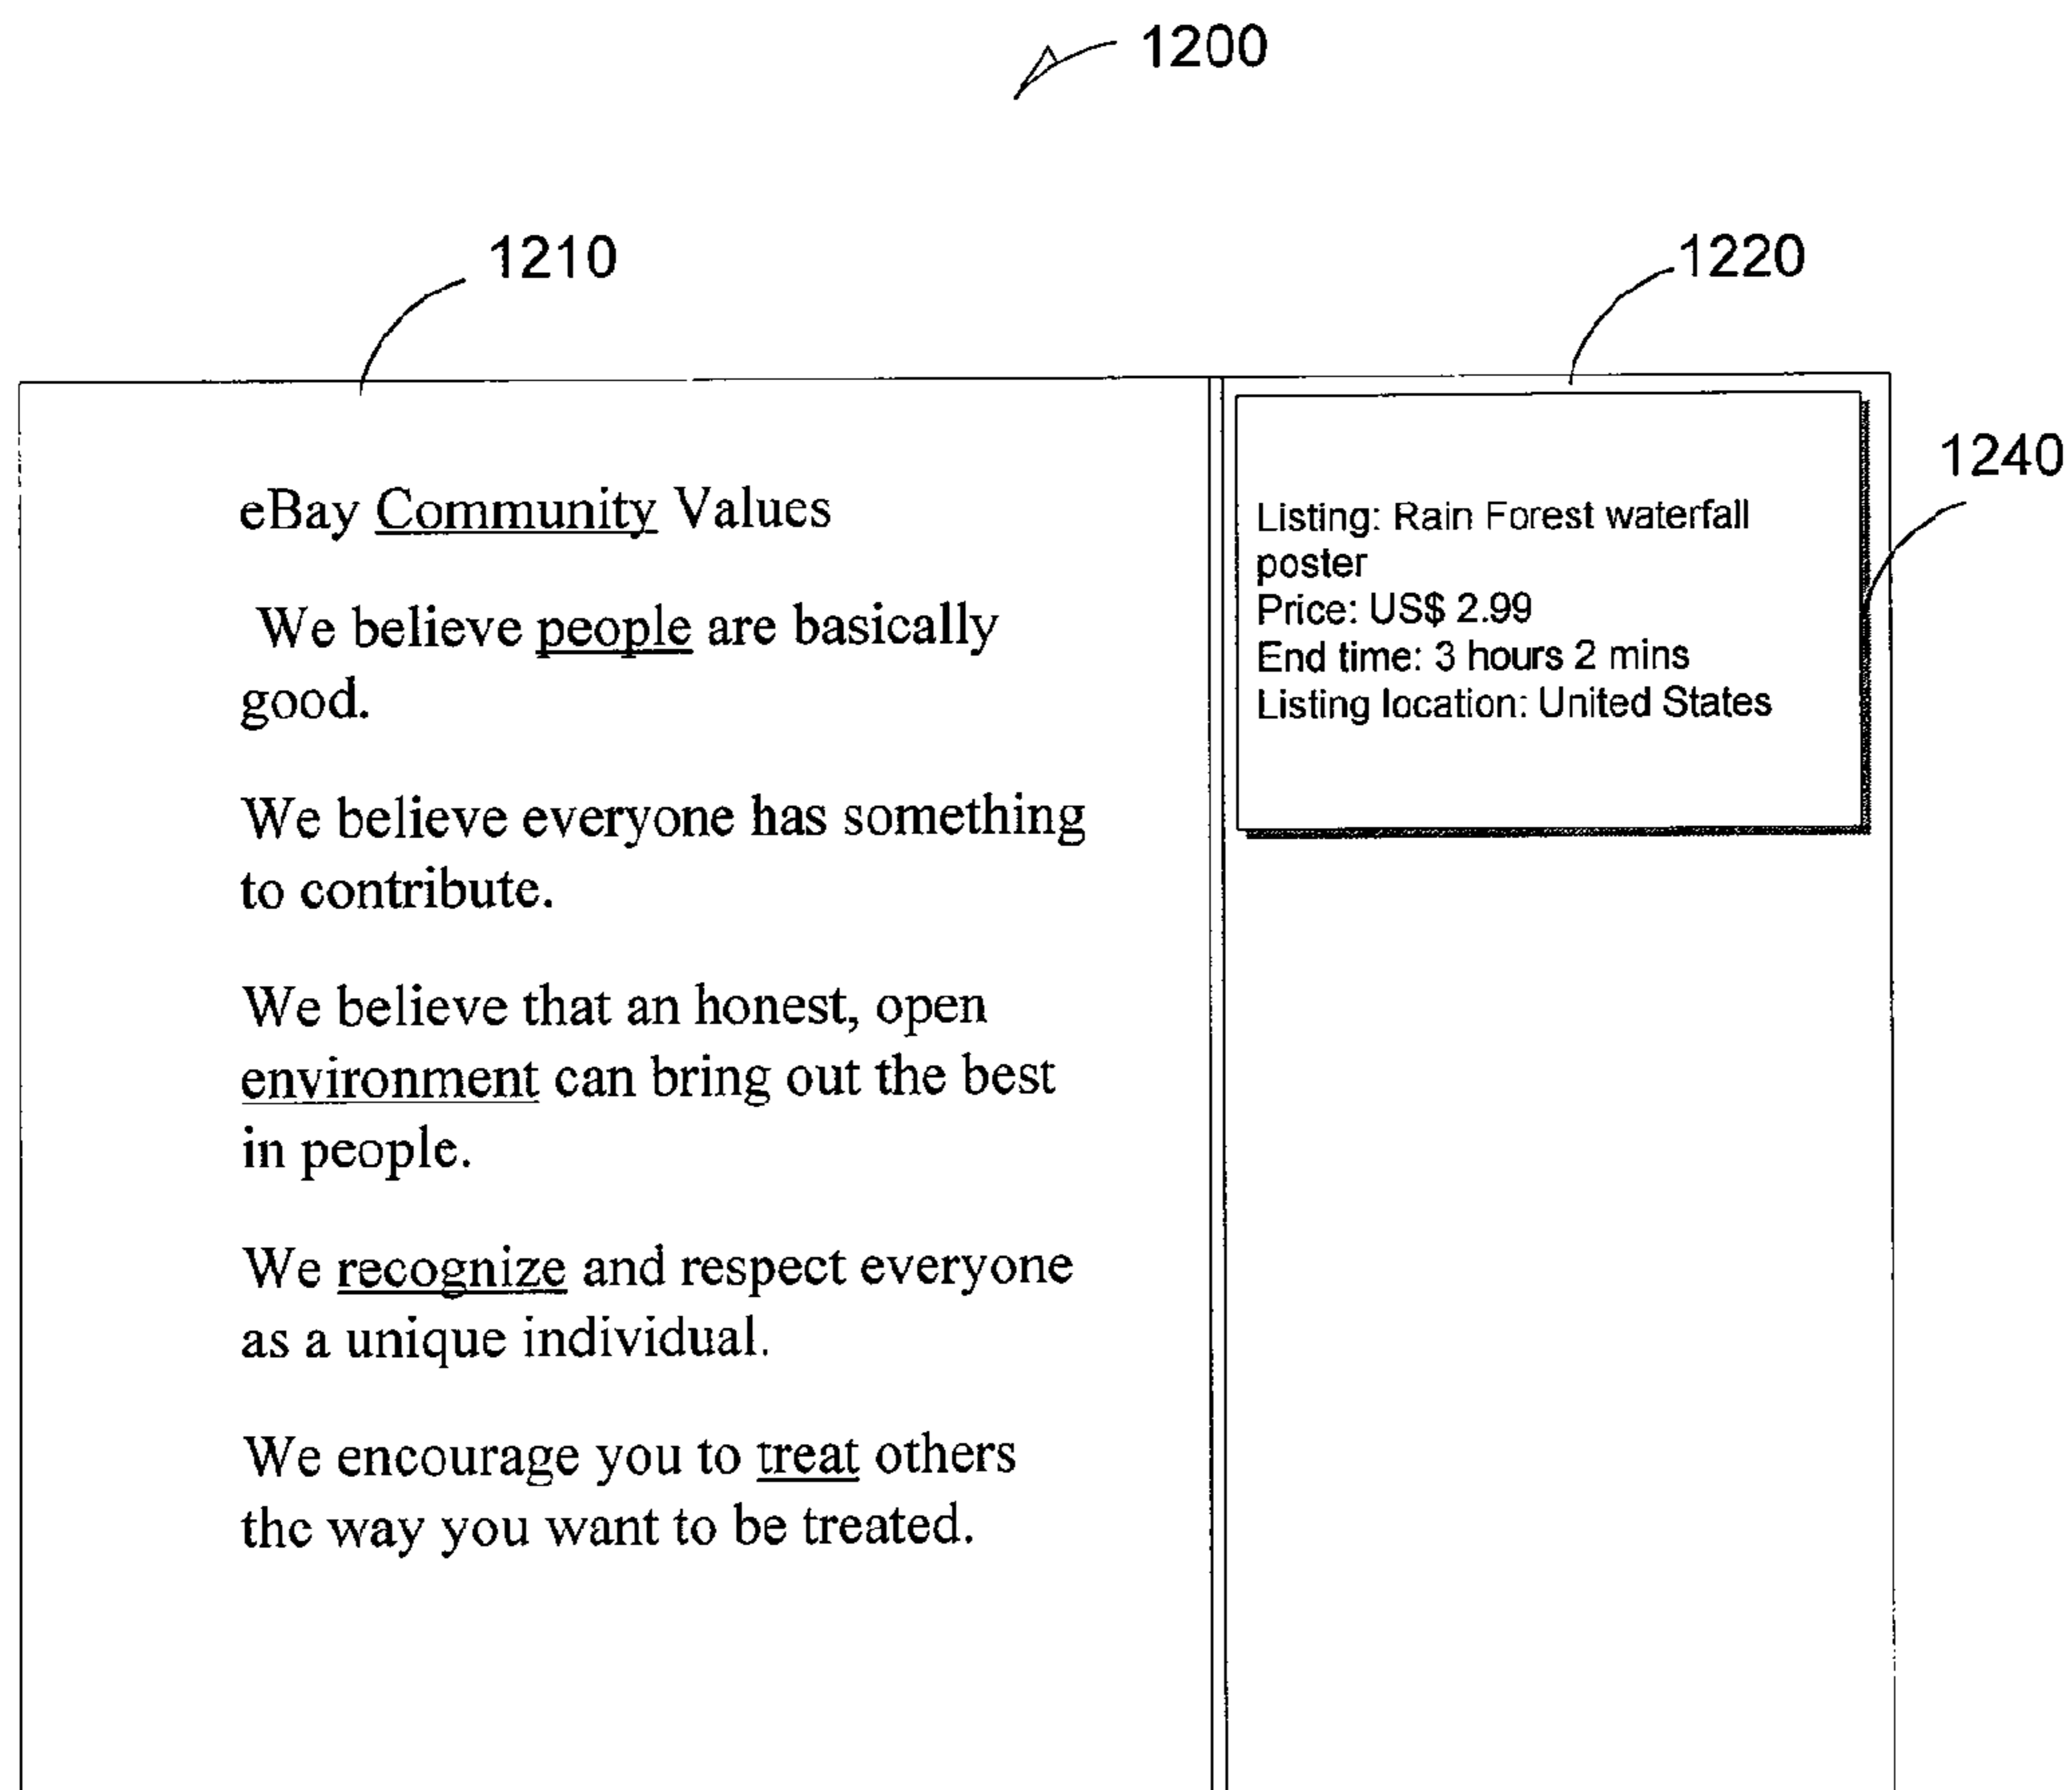 1200
1210
1220
1240
eBay Community Values
We believe people are basically
good.
We believe everyone has something
to contribute.
We believe that an honest, open
environment can bring out the best
in people.
We recognize and respect everyone
as a unique individual.
We encourage you to treat others
the way you want to be treated.
Listing: Rain Forest waterfall
poster
Price: US$ 2.99
End time: 3 hours 2 mins
Listing location: United States